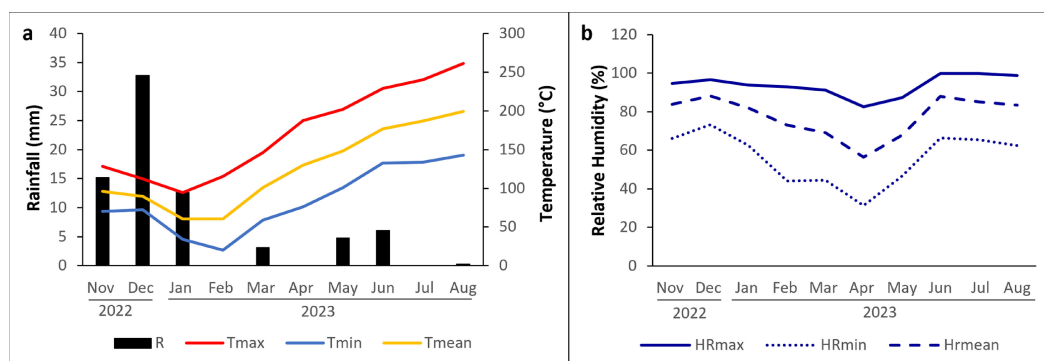 a
Rainfall (mm)
40
35
30
25
20
15
10
5
0
300
250
200
150
100
50
0
Temperature (°C)
Nov Dec Jan Feb Mar Apr May Jun Jul Aug
2022 2023
R Tmax Tmin Tmean
b
Relative Humidity (%)
120
100
80
60
40
20
0
Nov Dec Jan Feb Mar Apr May Jun Jul Aug
2022 2023
HRmax HRmin Hrmean